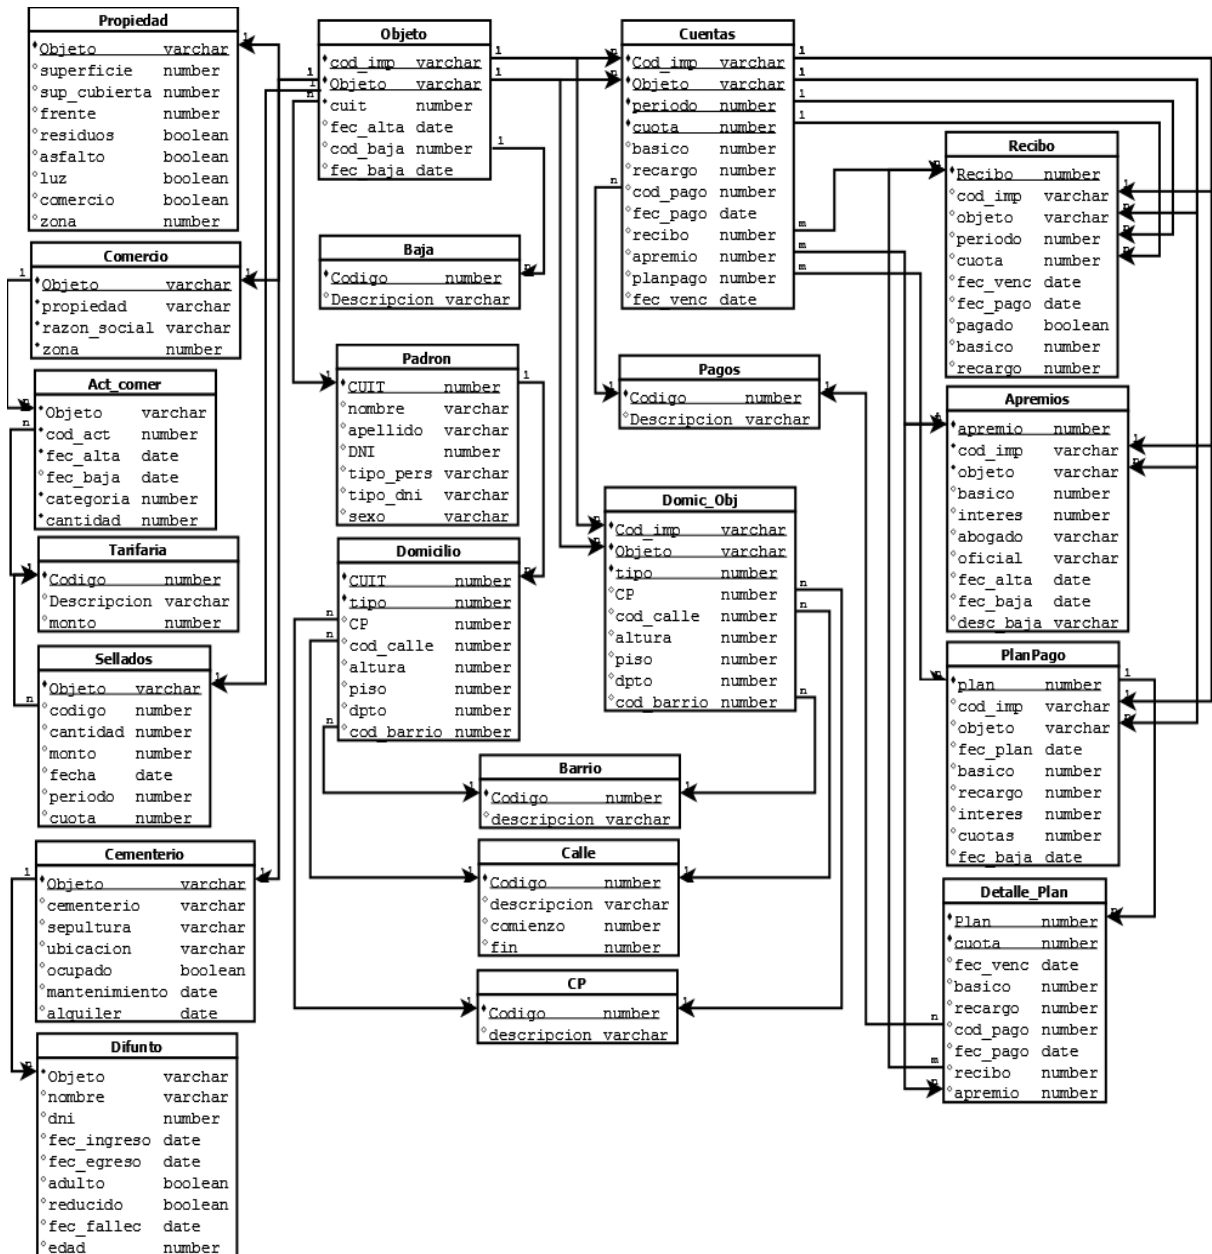 Propiedad
Objeto varchar
superficie number
sup_cubierta number
frente number
residuos boolean
asfalto boolean
luz boolean
comercio boolean
zona number
Comercio
Objeto varchar
propiedad varchar
razon_social varchar
zona number
Act_comer
Objeto varchar
cod_act number
fec_alta date
fec_baja date
categoria number
cantidad number
Tarifaria
Codigo number
Descripcion varchar
monto number
Sellados
Objeto varchar
codigo number
cantidad number
monto number
fecha date
periodo number
cuota number
Cementerio
Objeto varchar
cementerio varchar
sepultura varchar
ubicacion varchar
ocupado boolean
mantenimiento date
alquiler date
Difunto
Objeto varchar
nombre varchar
dni number
fec_ingreso date
fec_egreso date
adulto boolean
reducido boolean
fec_fallec date
edad number
Objeto
cod_imp varchar
Objeto varchar
cuit number
fec_alta date
cod_baja number
fec_baja date
Baja
Codigo number
Descripcion varchar
Padron
CUIT number
nombre varchar
apellido varchar
DNI number
tipo_pers varchar
tipo_dni varchar
sexo varchar
Domicilio
CUIT number
tipo number
CP number
cod_calle number
altura number
piso number
dpto number
cod_barrio number
Barrio
Codigo number
descripcion varchar
Calle
Codigo number
descripcion varchar
comienzo number
fin number
CP
Codigo number
descripcion varchar
Cuentas
Cod_imp varchar
Objeto varchar
periodo number
cuota number
basico number
recargo number
cod_pago number
fec_pago date
recibo number
apremio number
planpago number
fec_venc date
Pagos
Codigo number
Descripcion varchar
Domic_Obj
Cod_imp varchar
Objeto varchar
tipo number
CP number
cod_calle number
altura number
piso number
dpto number
cod_barrio number
Recibo
Recibo number
cod_imp varchar
objeto varchar
periodo number
cuota number
fec_venc date
fec_pago date
pagado boolean
basico number
recargo number
Apremios
apremio number
cod_imp varchar
objeto varchar
basico number
interes number
abogado varchar
oficial varchar
fec_alta date
fec_baja date
desc_baja varchar
PlanPago
plan number
cod_imp varchar
objeto varchar
fec_plan date
basico number
recargo number
interes number
cuotas number
fec_baja date
Detalle_Plan
Plan number
cuota number
fec_venc date
basico number
recargo number
cod_pago number
fec_pago date
recibo number
apremio number